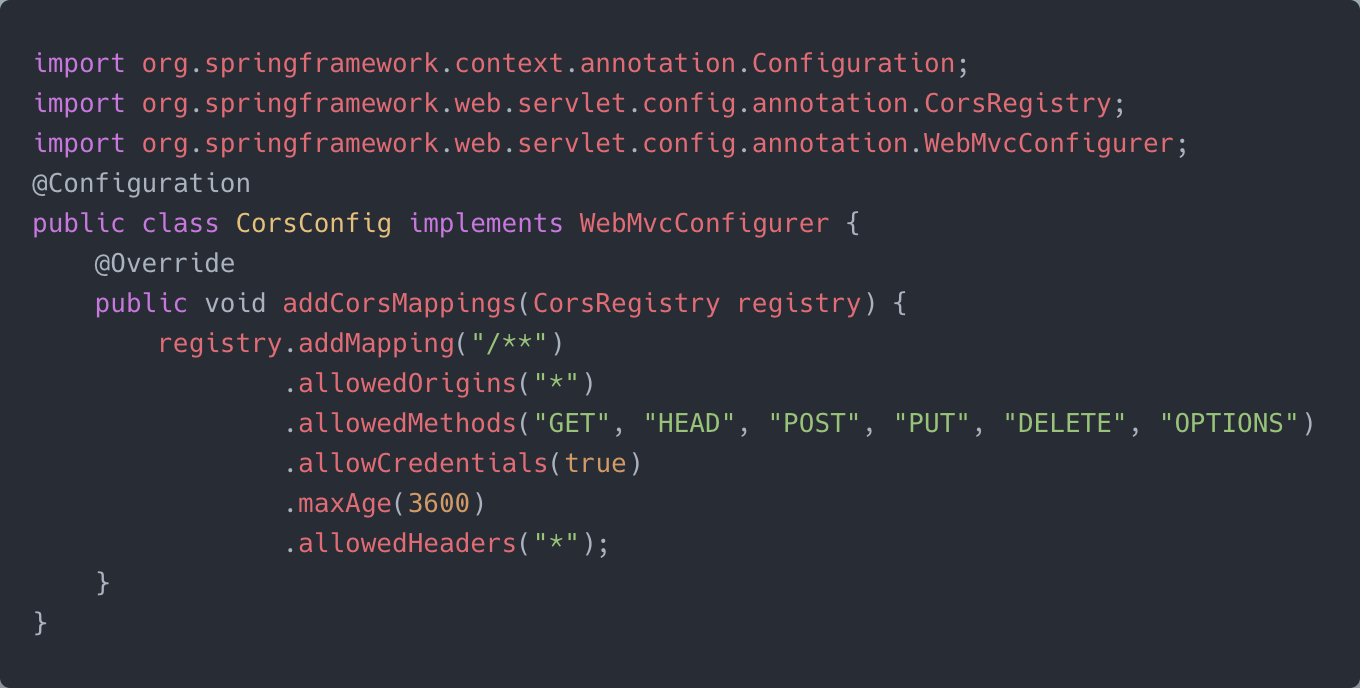 import org.springframework.context.annotation.Configuration;
import org.springframework.web.servlet.config.annotation.CorsRegistry;
import org.springframework.web.servlet.config.annotation.WebMvcConfigurer;
@Configuration
public class CorsConfig implements WebMvcConfigurer {
    @Override
    public void addCorsMappings(CorsRegistry registry) {
        registry.addMapping("/**")
                .allowedOrigins("*")
                .allowedMethods("GET", "HEAD", "POST", "PUT", "DELETE", "OPTIONS")
                .allowCredentials(true)
                .maxAge(3600)
                .allowedHeaders("*");
    }
}